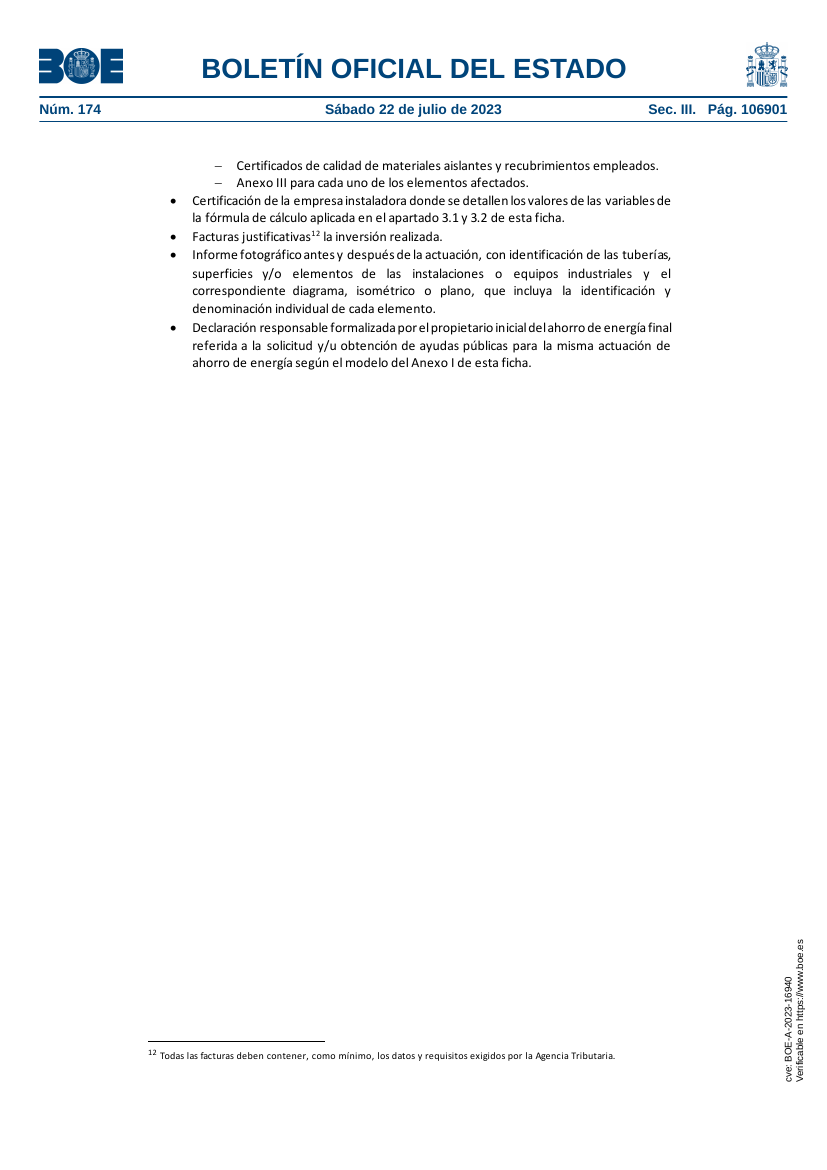 BOE
BOLETÍN OFICIAL DEL ESTADO
Núm. 174
Sábado 22 de julio de 2023
Sec. III. Pág. 106901
– Certificados de calidad de materiales aislantes y recubrimientos empleados.
– Anexo III para cada uno de los elementos afectados.
• Certificación de la empresa instaladora donde se detallen los valores de las variables de
la fórmula de cálculo aplicada en el apartado 3.1 y 3.2 de esta ficha.
• Facturas justificativas12 la inversión realizada.
• Informe fotográfico antes y después de la actuación, con identificación de las tuberías,
superficies y/o elementos de las instalaciones o equipos industriales y el
correspondiente diagrama, isométrico o plano, que incluya la identificación y
denominación individual de cada elemento.
• Declaración responsable formalizada por el propietario inicial del ahorro de energía final
referida a la solicitud y/u obtención de ayudas públicas para la misma actuación de
ahorro de energía según el modelo del Anexo I de esta ficha.
12 Todas las facturas deben contener, como mínimo, los datos y requisitos exigidos por la Agencia Tributaria.
cve: BOE-A-2023-16940
Verificable en https://www.boe.es